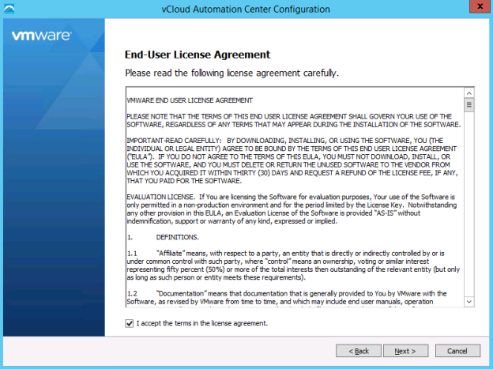 vCloud Automation Center Configuration
x
vmware
End-User License Agreement
Please read the following license agreement carefully.
VMWARE END USER LICENSE AGREEMENT
PLEASE NOTE THAT THE TERMS OF THIS END USER LICENSE AGREEMENT SHALL GOVERN YOUR USE OF THE
SOFTWARE, REGARDLESS OF ANY TERMS THAT MAY APPEAR DURING THE INSTALLATION OF THE SOFTWARE.
IMPORTANT-READ CAREFULLY: BY DOWNLOADING, INSTALLING, OR USING THE SOFTWARE, YOU (THE
INDIVIDUAL OR LEGAL ENTITY) AGREE TO BE BOUND BY THE TERMS OF THIS END USER LICENSE AGREEMENT
("EULA"). IF YOU DO NOT AGREE TO THE TERMS OF THIS EULA, YOU MUST NOT DOWNLOAD, INSTALL, OR
USE THE SOFTWARE, AND YOU MUST DELETE OR RETURN THE UNUSED SOFTWARE TO THE VENDOR FROM
WHICH YOU ACQUIRED IT WITHIN THIRTY (30) DAYS AND REQUEST A REFUND OF THE LICENSE FEE, IF ANY,
THAT YOU PAID FOR THE SOFTWARE.
EVALUATION LICENSE. If You are licensing the Software for evaluation purposes, Your use of the Software is
only permitted in a non-production environment and for the period limited by the License Key. Notwithstanding
any other provision in this EULA, an Evaluation License of the Software is provided "AS-IS" without
indemnification, support or warranty of any kind, expressed or implied.
1. DEFINITIONS.
1.1 "Affiliate" means, with respect to a party, an entity that is directly or indirectly controlled by or is
under common control with such party, where "control" means an ownership, voting or similar interest
representing fifty percent (50%) or more of the total interests then outstanding of the relevant entity (but only
as long as such person or entity meets these requirements).
1.2 "Documentation" means that documentation that is generally provided to You by VMware with the
Software, as revised by VMware from time to time, and which may include end user manuals, operation
I accept the terms in the license agreement.
< Back
Next >
Cancel